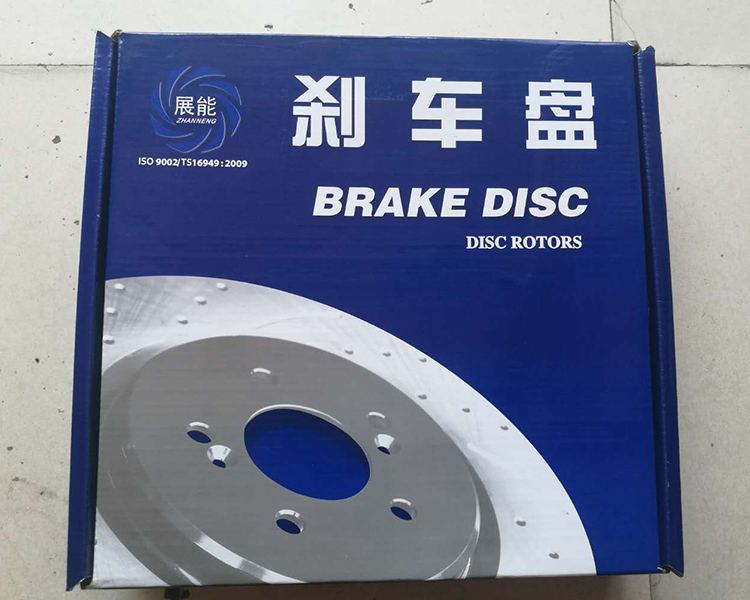 展能
ZHANNENG
ISO 9002/TS16949:2009
刹车盘
BRAKE DISC
DISC ROTORS